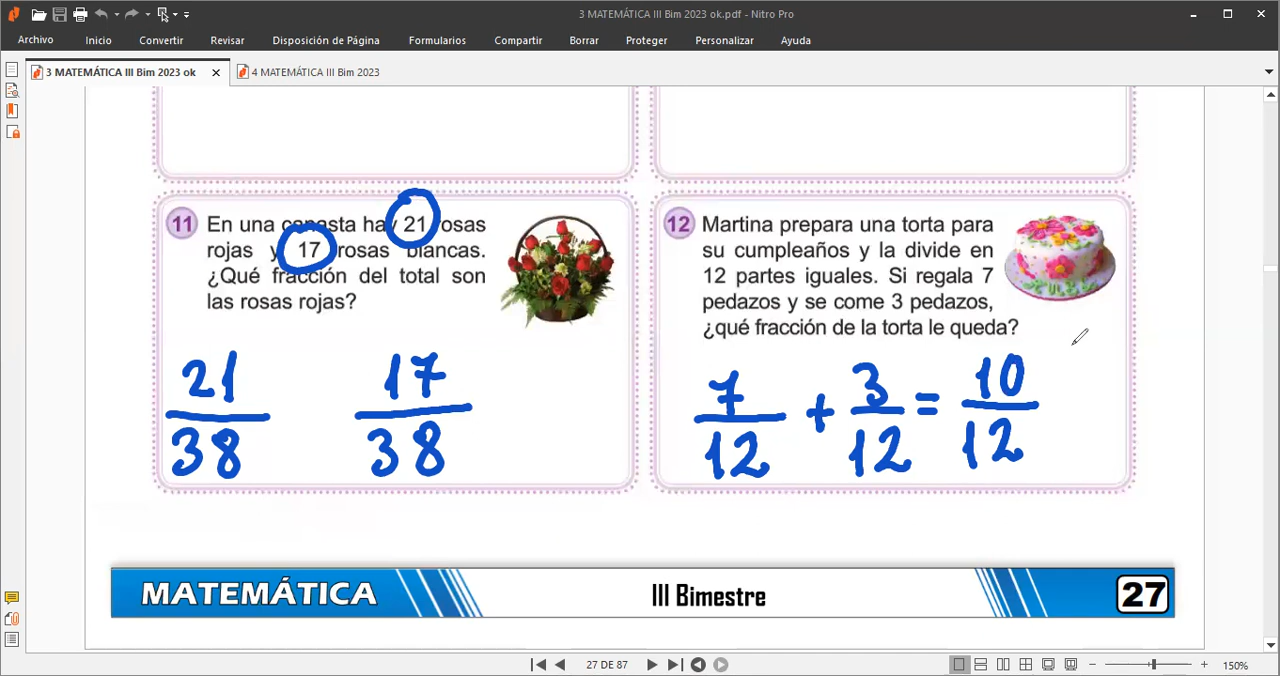 3 MATEMÁTICA III Bim 2023 ok.pdf - Nitro Pro
Archivo Inicio Convertir Revisar Disposición de Página Formularios Compartir Borrar Proteger Personalizar Ayuda
3 MATEMÁTICA III Bim 2023 ok
4 MATEMÁTICA III Bim 2023
11
En una canasta hay 21 rosas
rojas y 17 rosas blancas.
¿Qué fracción del total son
las rosas rojas?
21
38
17
38
12
Martina prepara una torta para
su cumpleaños y la divide en
12 partes iguales. Si regala 7
pedazos y se come 3 pedazos,
¿qué fracción de la torta le queda?
7/12 + 3/12 = 10/12
MATEMÁTICA
III Bimestre
27
27 DE 87
150%